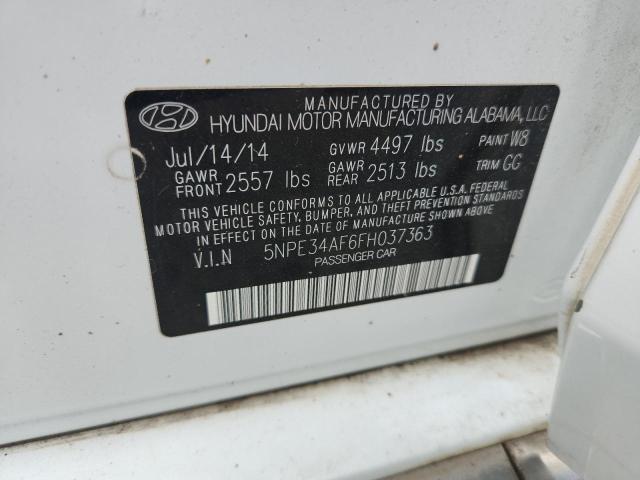 MANUFACTURED BY
HYUNDAI MOTOR MANUFACTURING ALABAMA, LLC
Jul/14/14 GVWR 4497 lbs PAINT W8
GAWR FRONT 2557 lbs GAWR REAR 2513 lbs TRIM GG
THIS VEHICLE CONFORMS TO ALL APPLICABLE U.S.A. FEDERAL
MOTOR VEHICLE SAFETY, BUMPER, AND THEFT PREVENTION STANDARDS
IN EFFECT ON THE DATE OF MANUFACTURE SHOWN ABOVE
V.I.N 5NPE34AF6FH037363
PASSENGER CAR